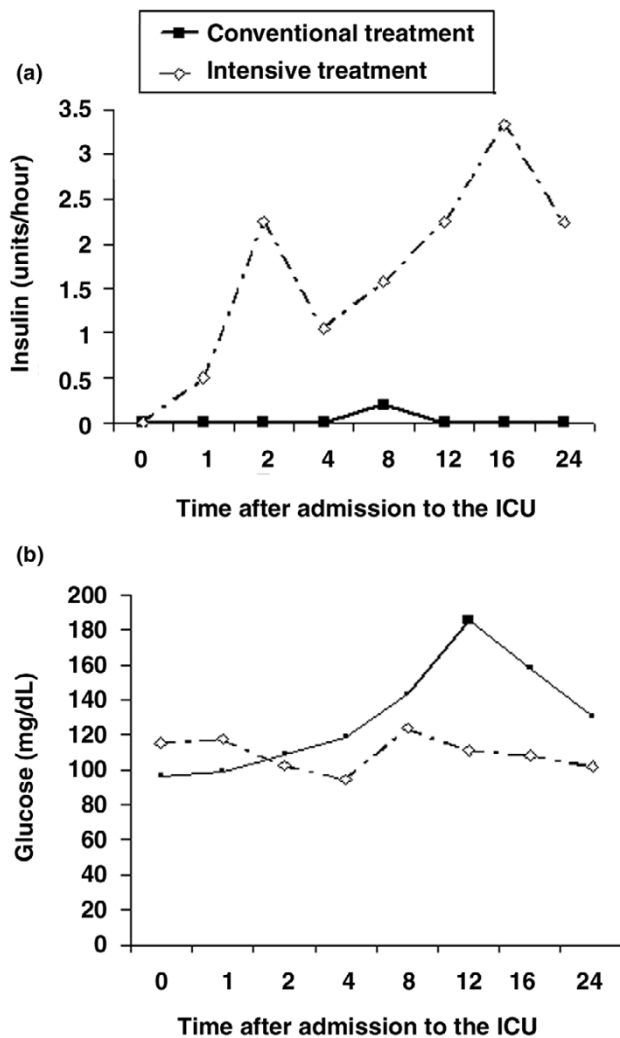 Conventional treatment
Intensive treatment
(a)
3.5
3
2.5
2
1.5
1
0.5
0
Insulin (units/hour)
0 1 2 4 8 12 16 24
Time after admission to the ICU
(b)
200
180
160
140
120
100
80
60
40
20
0
Glucose (mg/dL)
0 1 2 4 8 12 16 24
Time after admission to the ICU